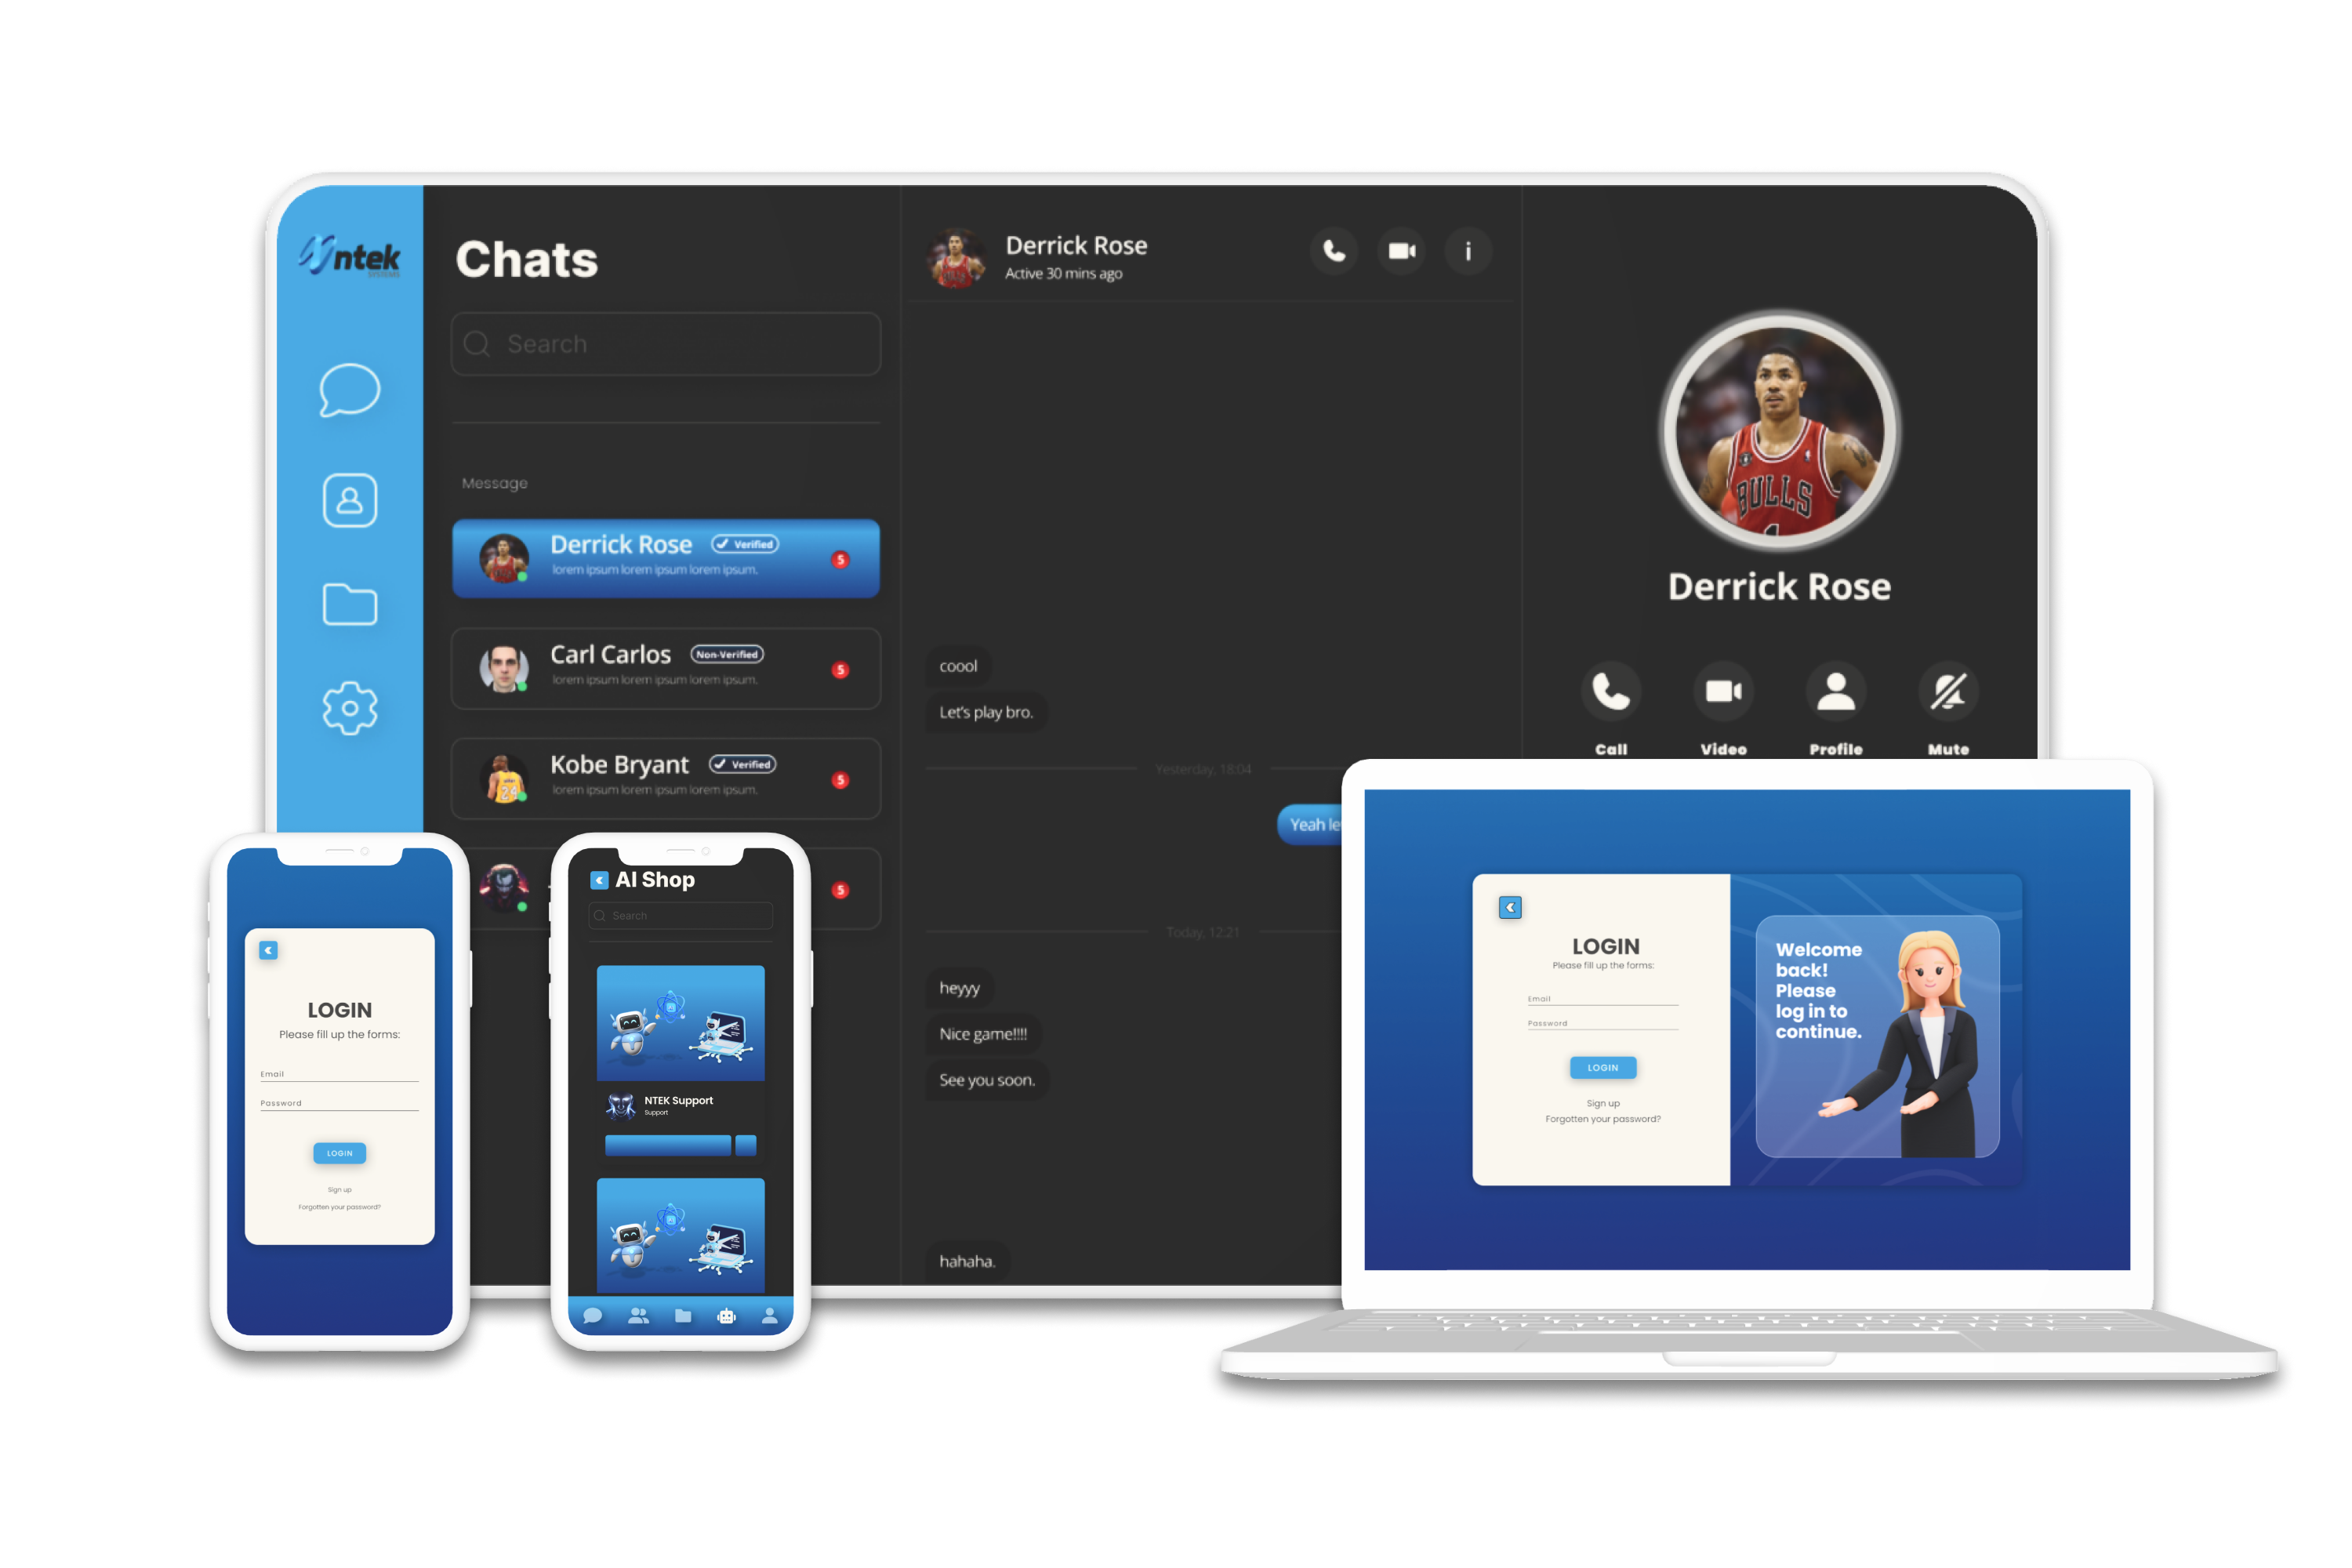 ntek
SYSTEMS
Chats
Search
Message
Derrick Rose
Verified
lorem ipsum lorem ipsum lorem ipsum.
5
Carl Carlos
Non-Verified
lorem ipsum lorem ipsum lorem ipsum.
5
Kobe Bryant
Verified
lorem ipsum lorem ipsum lorem ipsum.
24
5
5
Derrick Rose
Active 30 mins ago
i
coool
Let's play bro.
Yesterday, 18:04
Yeah le
Today, 12:21
heyyy
Nice game!!!!
See you soon.
hahaha.
BULLS
Derrick Rose
Call
Video
Profile
Mute
LOGIN
Please fill up the forms:
Email
Password
LOGIN
Sign up
Forgotten your password?
AI Shop
Search
NTEK Support
Support
LOGIN
Please fill up the forms:
Email
Password
LOGIN
Sign up
Forgotten your password?
Welcome
back!
Please
log in to
continue.